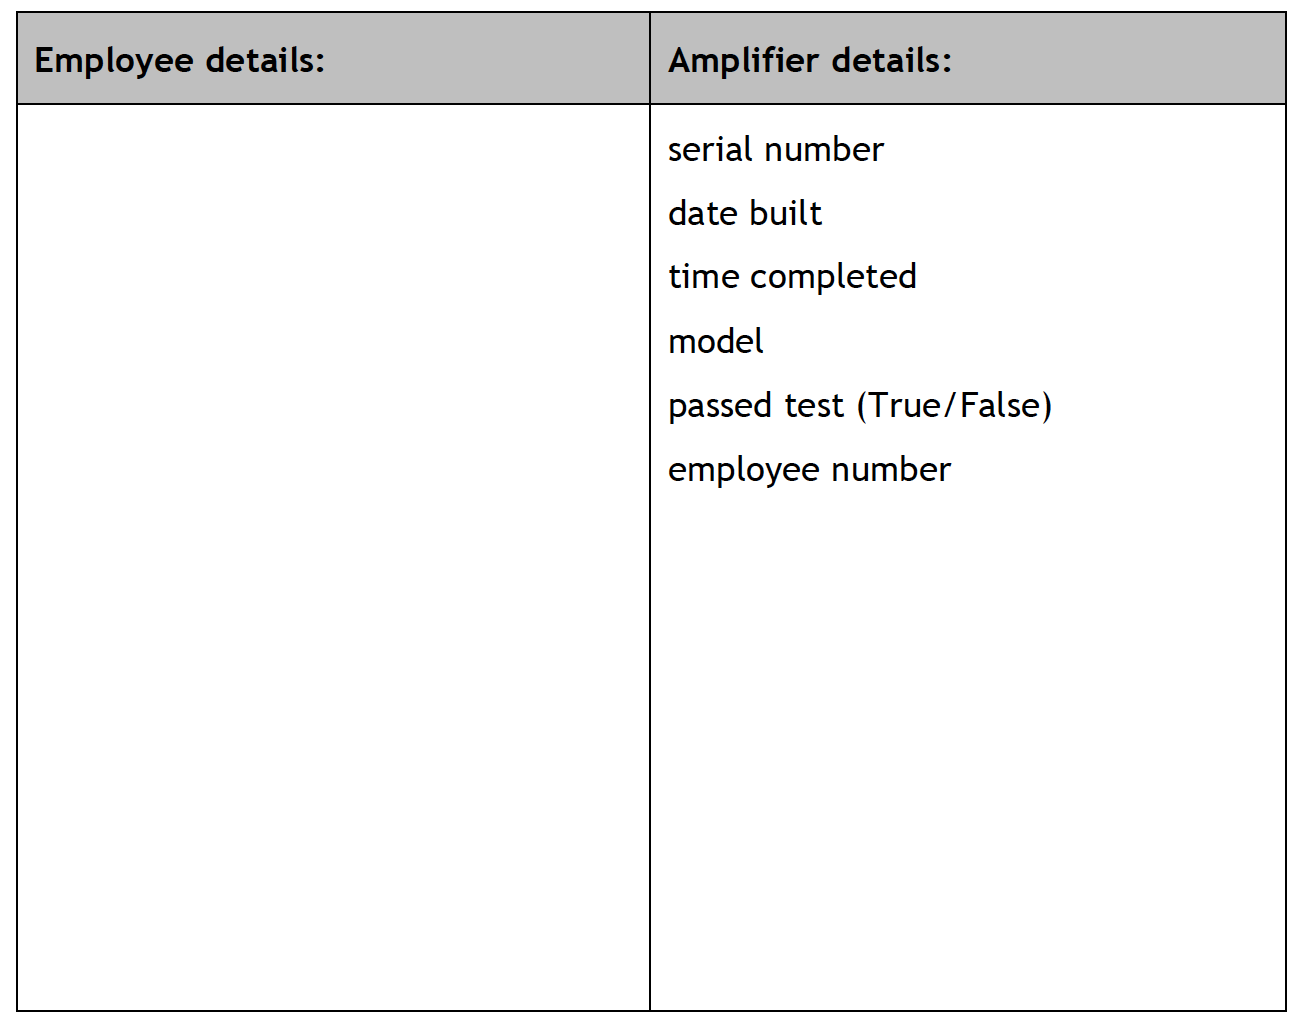 Employee details:
Amplifier details:
serial number
date built
time completed
model
passed test (True/False)
employee number